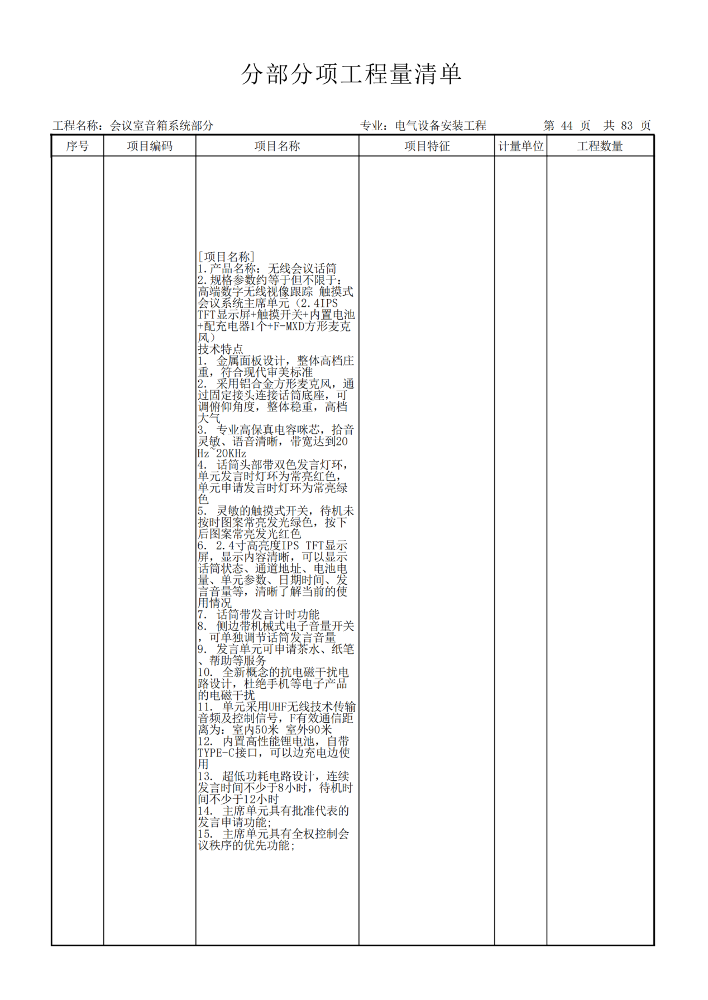 分部分项工程量清单
工程名称：会议室音箱系统部分 专业：电气设备安装工程 第 44 页 共 83 页
序号 项目编码 项目名称 项目特征 计量单位 工程数量
[项目名称]
1.产品名称：无线会议话筒
2.规格参数约等于但不限于：
高端数字无线视像跟踪 触摸式
会议系统主席单元（2.4IPS
TFT显示屏+触摸开关+内置电池
+配充电器1个+F-MXD方形麦克
风）
技术特点
1. 金属面板设计，整体高档庄
重，符合现代审美标准
2. 采用铝合金方形麦克风，通
过固定接头连接话筒底座，可
调俯仰角度，整体稳重，高档
大气
3. 专业高保真电容咪芯，拾音
灵敏、语音清晰，带宽达到20
Hz~20KHz
4. 话筒头部带双色发言灯环，
单元发言时灯环为常亮红色，
单元申请发言时灯环为常亮绿
色
5. 灵敏的触摸式开关，待机未
按时图案常亮发光绿色，按下
后图案常亮发光红色
6. 2.4寸高亮度IPS TFT显示
屏，显示内容清晰，可以显示
话筒状态、通道地址、电池电
量、单元参数、日期时间、发
言音量等，清晰了解当前的使
用情况
7. 话筒带发言计时功能
8. 侧边带机械式电子音量开关
，可单独调节话筒发言音量
9. 发言单元可申请茶水、纸笔
、帮助等服务
10. 全新概念的抗电磁干扰电
路设计，杜绝手机等电子产品
的电磁干扰
11. 单元采用UHF无线技术传输
音频及控制信号，F有效通信距
离为：室内50米 室外90米
12. 内置高性能锂电池，自带
TYPE-C接口，可以边充电边使
用
13. 超低功耗电路设计，连续
发言时间不少于8小时，待机时
间不少于12小时
14. 主席单元具有批准代表的
发言申请功能;
15. 主席单元具有全权控制会
议秩序的优先功能;